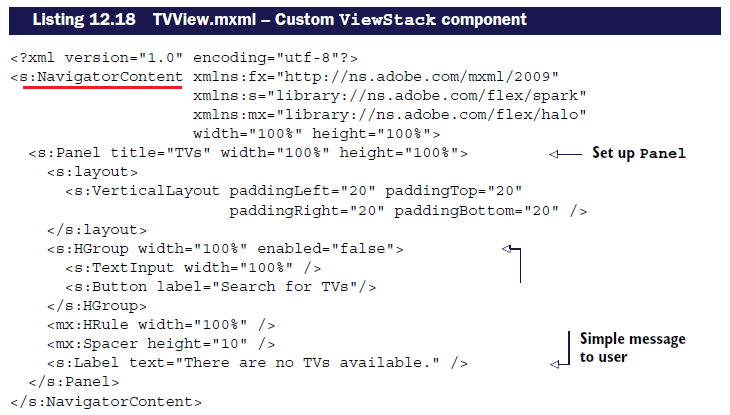 Listing 12.18 TVView.mxml – Custom ViewStack component
<?xml version="1.0" encoding="utf-8"?>
<s:NavigatorContent xmlns:fx="http://ns.adobe.com/mxml/2009"
xmlns:s="library://ns.adobe.com/flex/spark"
xmlns:mx="library://ns.adobe.com/flex/halo"
width="100%" height="100%">
<s:Panel title="TVs" width="100%" height="100%"> Set up Panel
<s:layout>
<s:VerticalLayout paddingLeft="20" paddingTop="20"
paddingRight="20" paddingBottom="20" />
</s:layout>
<s:HGroup width="100%" enabled="false">
<s:TextInput width="100%" />
<s:Button label="Search for TVs"/>
</s:HGroup>
<mx:HRule width="100%" />
<mx:Spacer height="10" />
<s:Label text="There are no TVs available." />
Simple message
to user
</s:Panel>
</s:NavigatorContent>